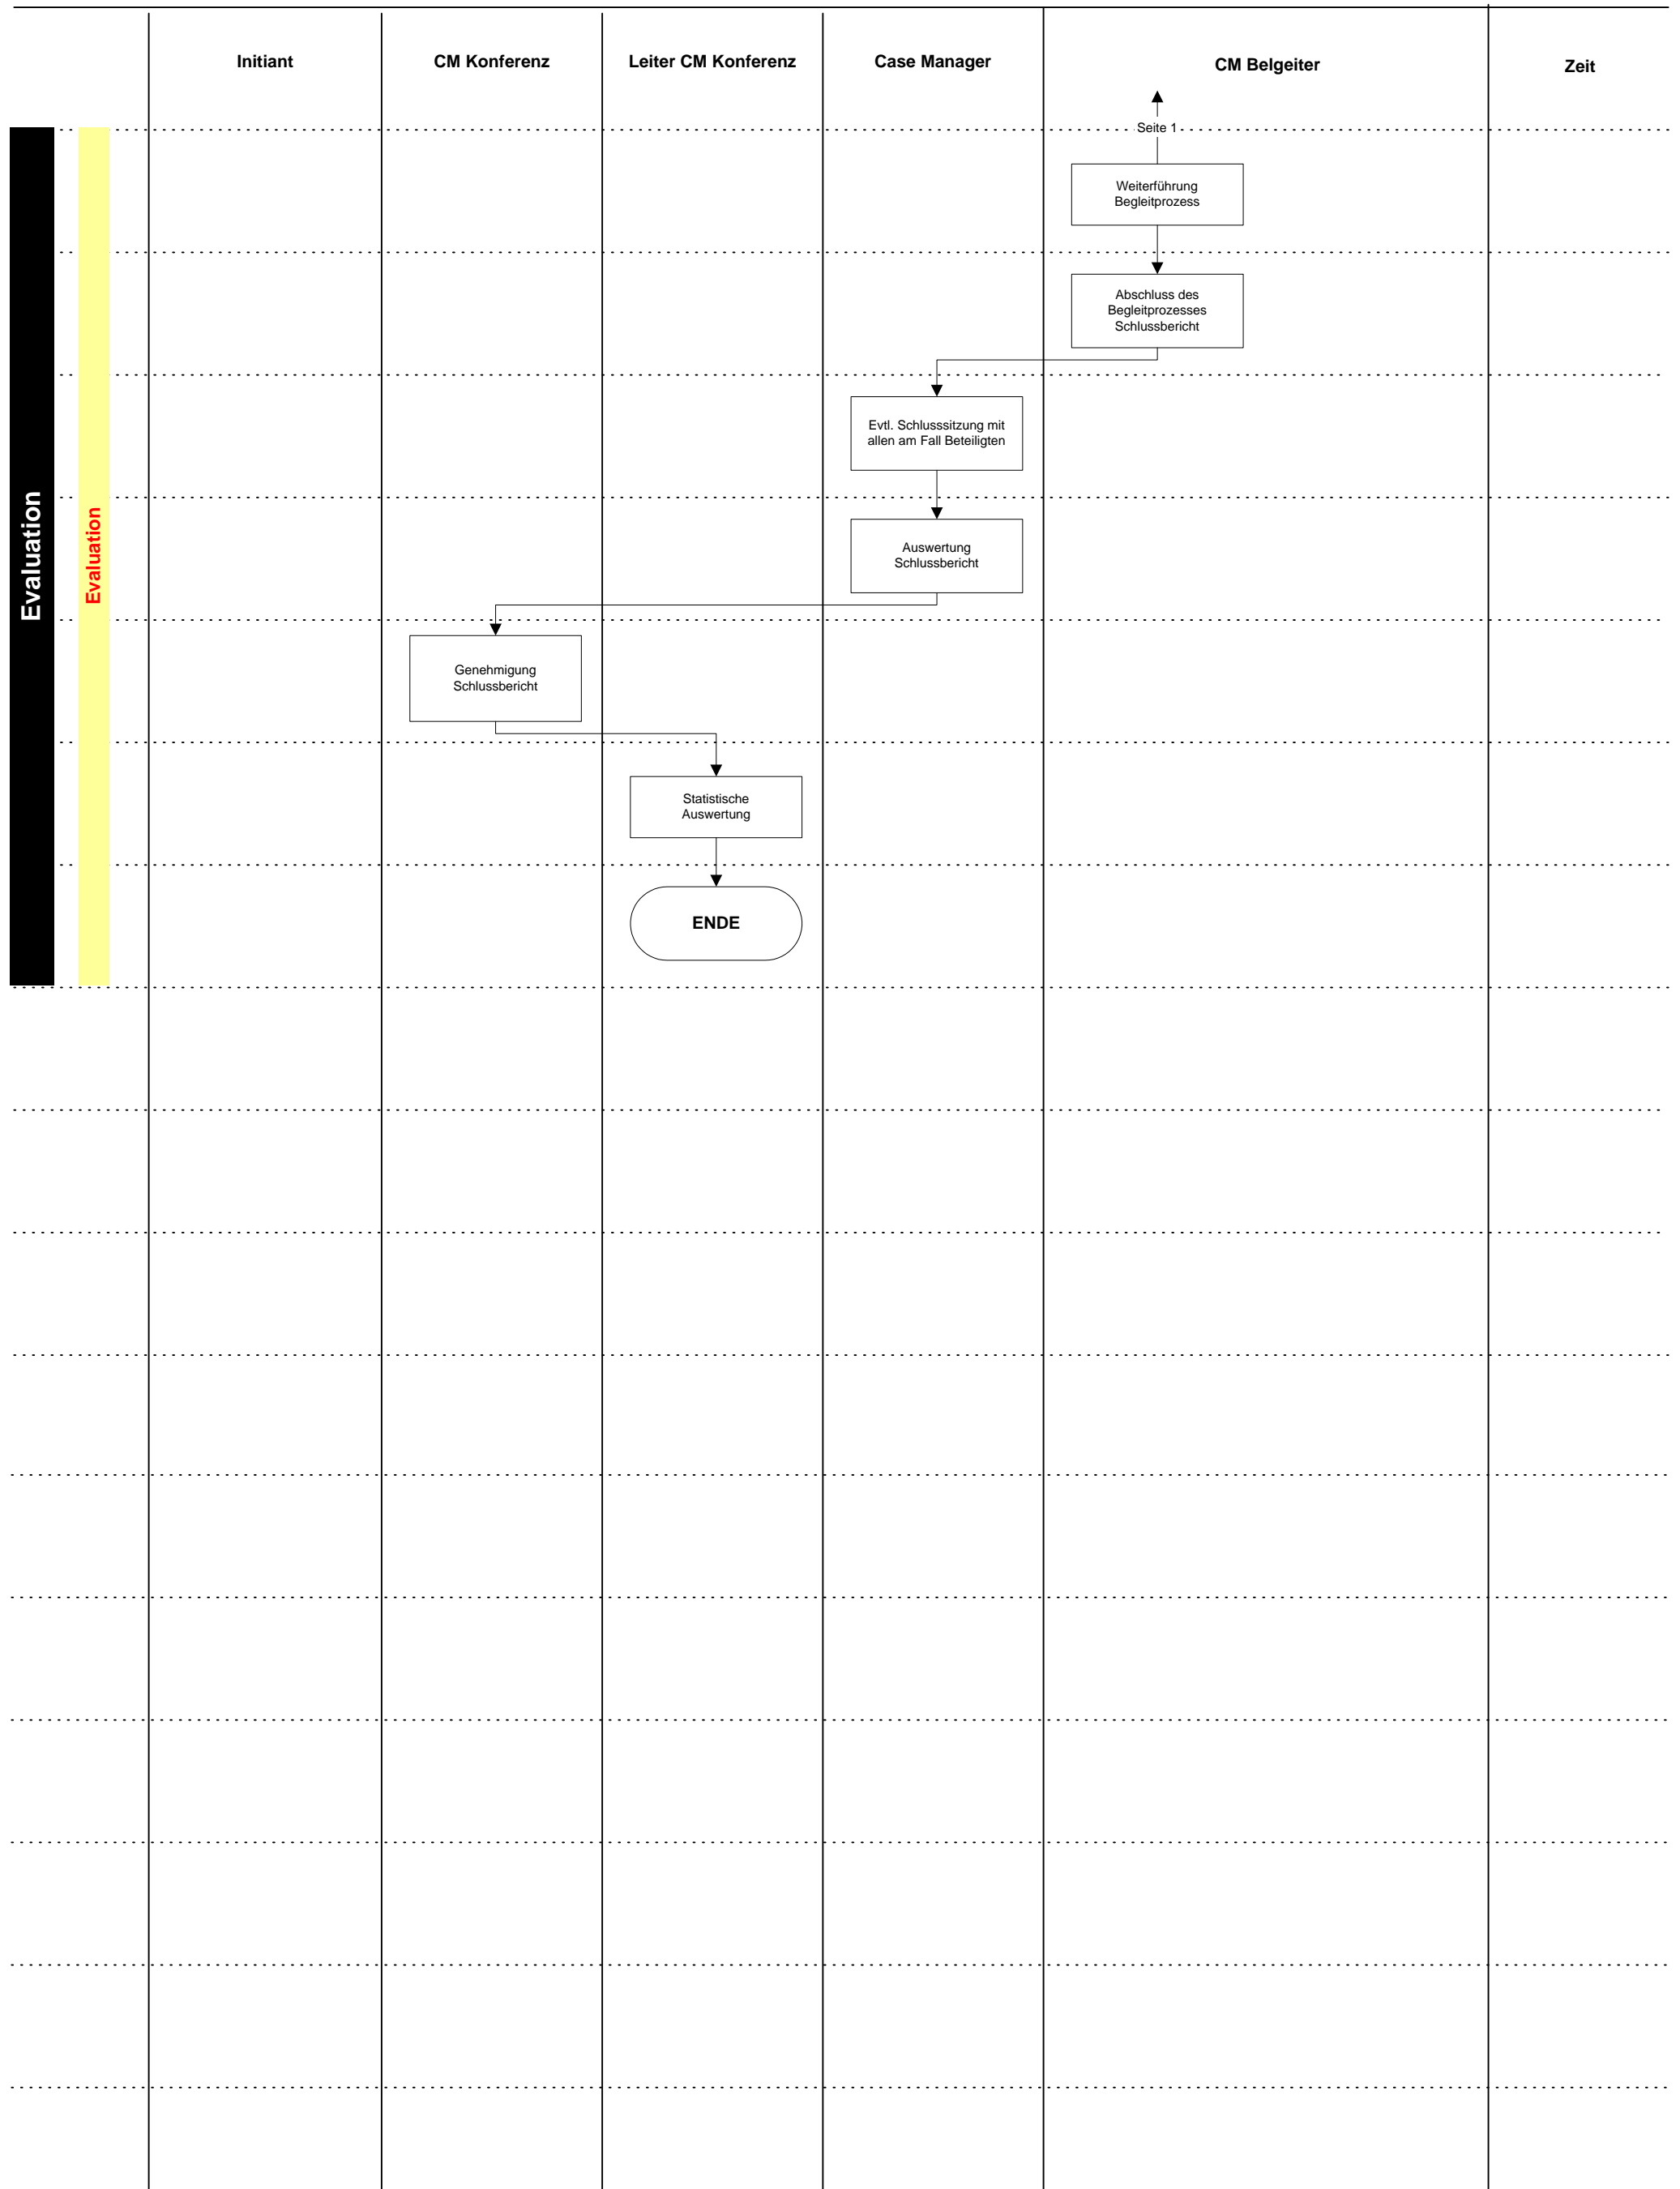 Initiant
CM Konferenz
Leiter CM Konferenz
Case Manager
CM Belgeiter
Zeit
Seite 1
Weiterführung
Begleitprozess
Abschluss des
Begleitprozesses
Schlussbericht
Evtl. Schlusssitzung mit
allen am Fall Beteiligten
Evaluation
Evaluation
Auswertung
Schlussbericht
Genehmigung
Schlussbericht
Statistische
Auswertung
ENDE